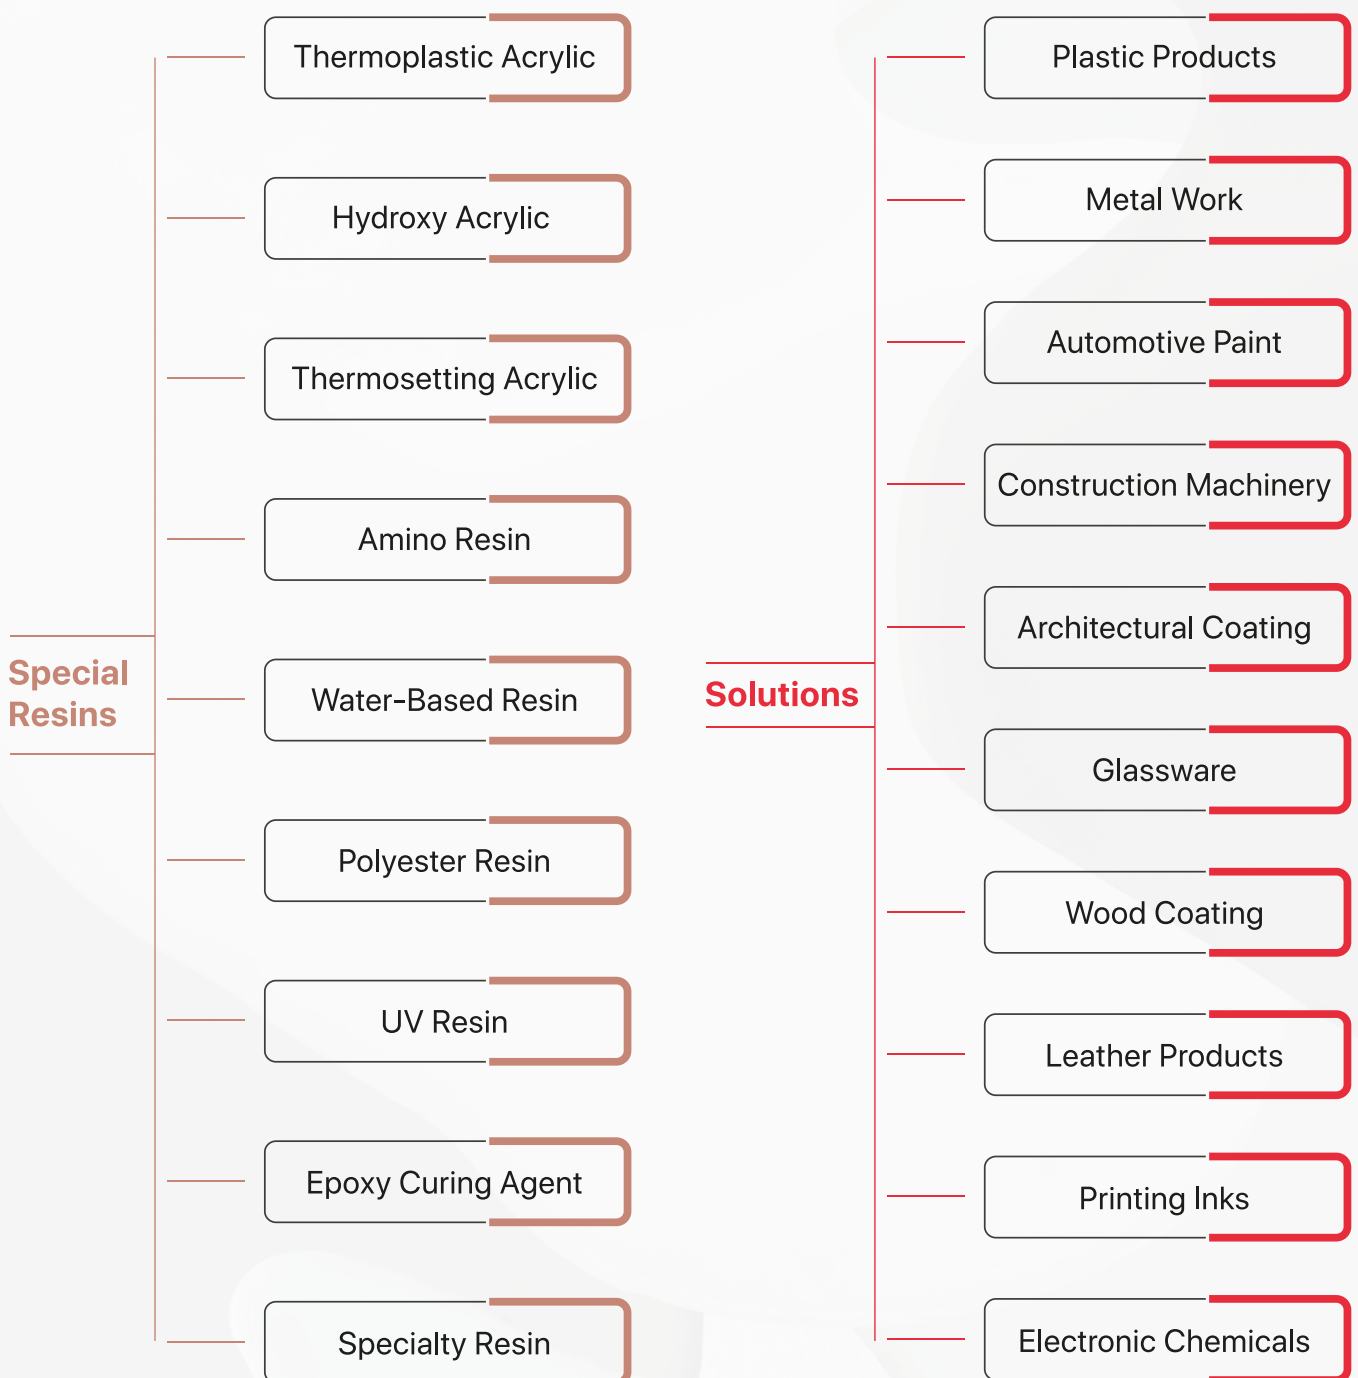 Special
Resins
Thermoplastic Acrylic
Hydroxy Acrylic
Thermosetting Acrylic
Amino Resin
Water-Based Resin
Polyester Resin
UV Resin
Epoxy Curing Agent
Specialty Resin
Solutions
Plastic Products
Metal Work
Automotive Paint
Construction Machinery
Architectural Coating
Glassware
Wood Coating
Leather Products
Printing Inks
Electronic Chemicals